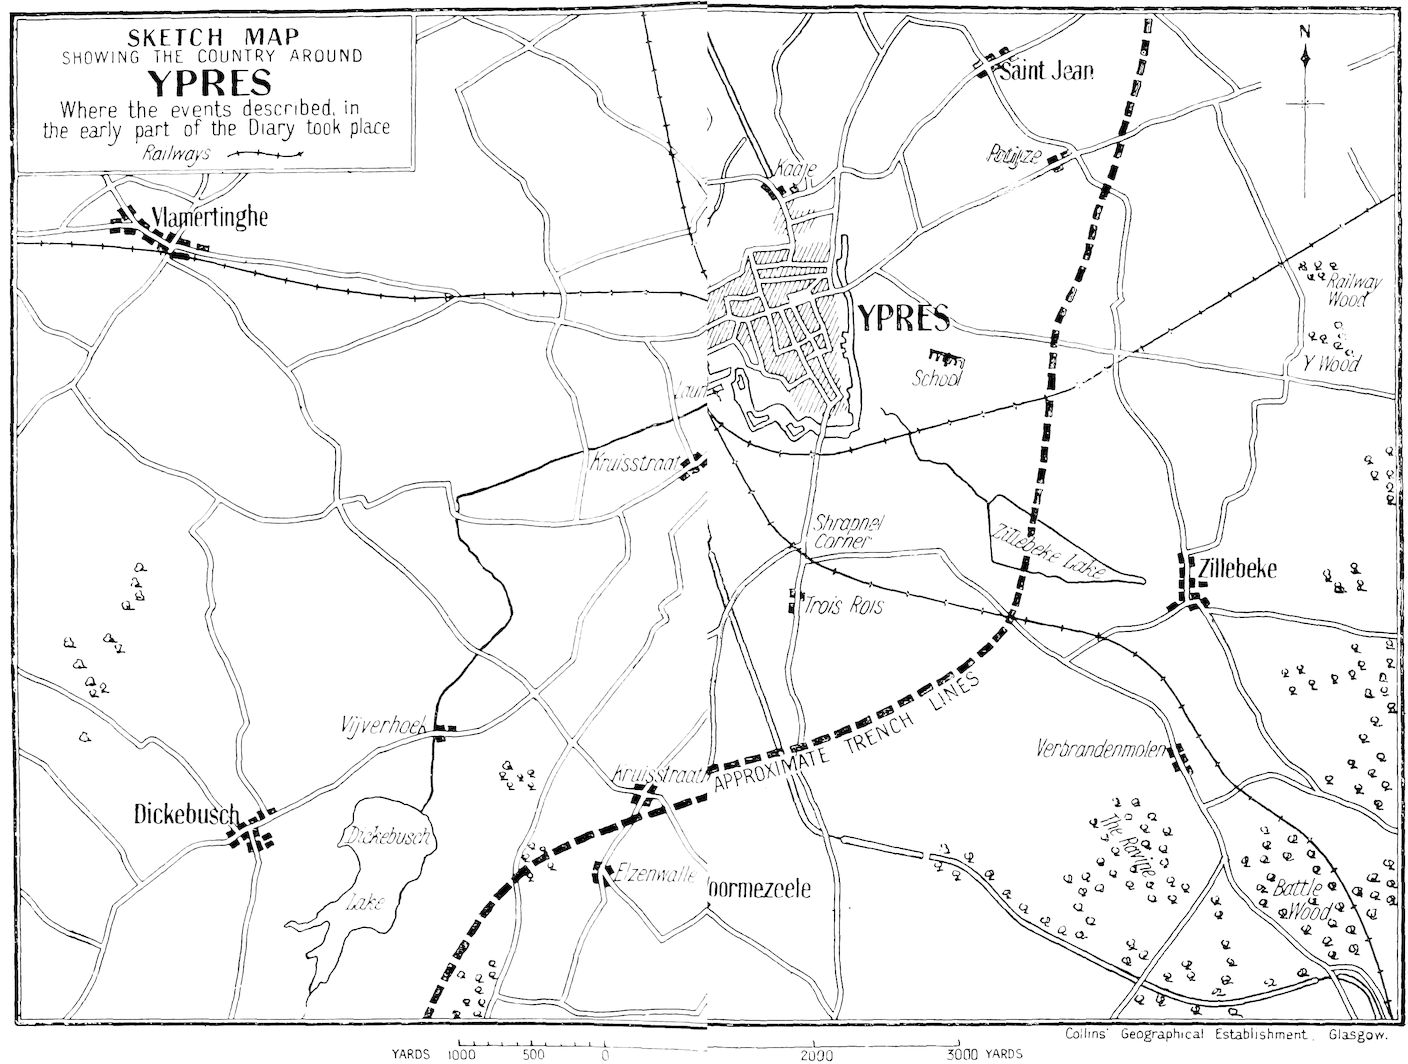 SKETCH MAP
SHOWING THE COUNTRY AROUND
YPRES
Where the events described, in
the early part of the Diary took place
Railways
N
Saint Jean
Potijze
Kaaje
Vlamertinghe
Railway
Wood
YPRES
Y Wood
School
Kruisstraat
Shrapnel
Corner
Zillebeke Lake
Zillebeke
Trois Rois
APPROXIMATE TRENCH LINES
Vijverhoek
Verbrandenmolen
Kruisstraath
Dickebusch
Dickebusch
Lake
The Ravine
Elzenwalle
oormezeele
Battle
Wood
Collins' Geographical Establishment, Glasgow.
YARDS 1000 500 0 2000 3000 YARDS